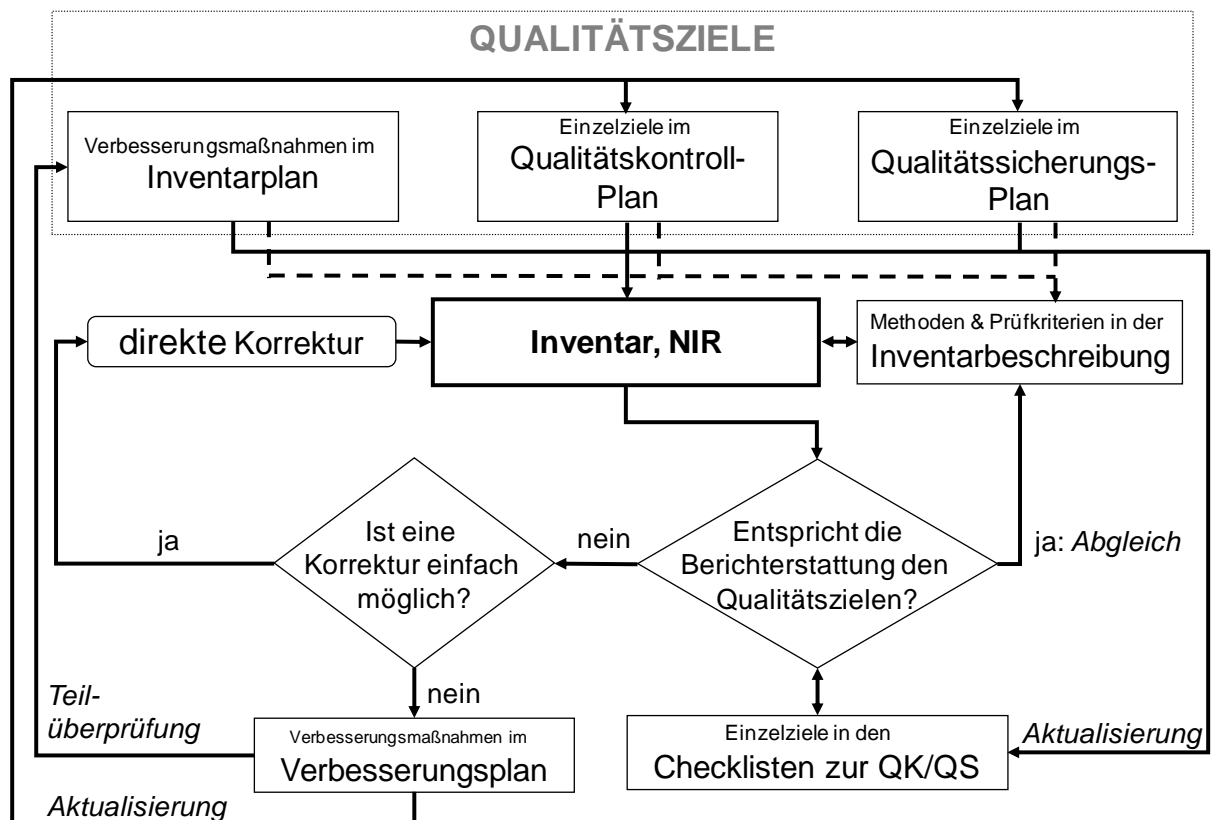 QUALITÄTSZIELE
Verbesserungsmaßnahmen im
Inventarplan
Einzelziele im
Qualitätskontroll-
Plan
Einzelziele im
Qualitätssicherungs-
Plan
direkte Korrektur
Inventar, NIR
Methoden & Prüfkriterien in der
Inventarbeschreibung
ja
Ist eine
Korrektur einfach
möglich?
nein
Entspricht die
Berichterstattung den
Qualitätszielen?
ja: Abgleich
Teil-
überprüfung
nein
Verbesserungsmaßnahmen im
Verbesserungsplan
Einzelziele in den
Checklisten zur QK/QS
Aktualisierung
Aktualisierung